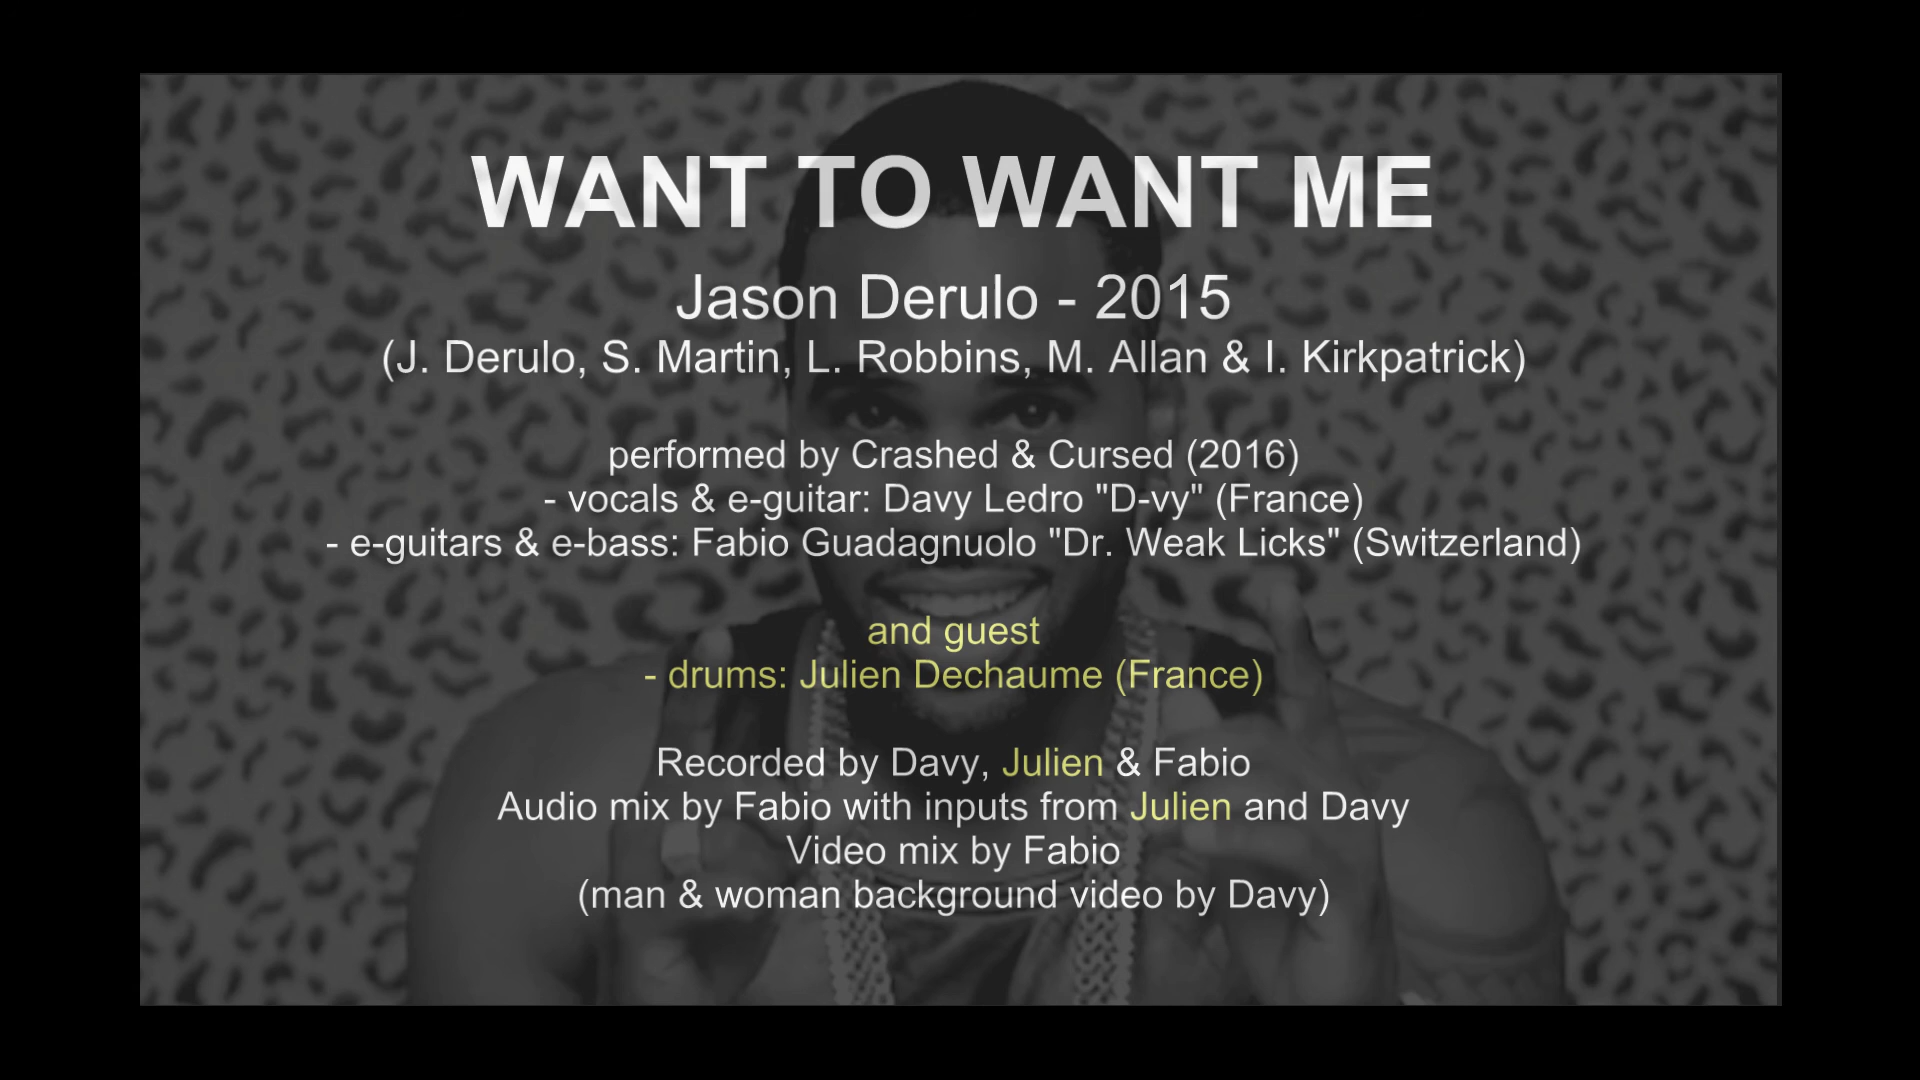 WANT TO WANT ME
Jason Derulo - 2015
(J. Derulo, S. Martin, L. Robbins, M. Allan & I. Kirkpatrick)
performed by Crashed & Cursed (2016)
- vocals & e-guitar: Davy Ledro "D-vy" (France)
- e-guitars & e-bass: Fabio Guadagnuolo "Dr. Weak Licks" (Switzerland)
and guest
- drums: Julien Dechaume (France)
Recorded by Davy, Julien & Fabio
Audio mix by Fabio with inputs from Julien and Davy
Video mix by Fabio
(man & woman background video by Davy)